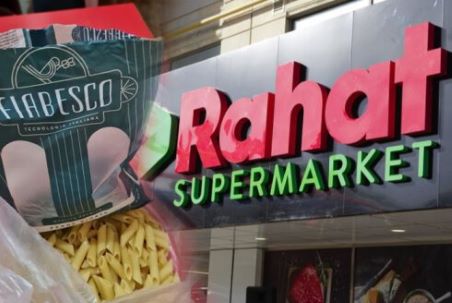 FIABESCO
TECNOLOGIA ITALIANA
Rahat
SUPERMARKET